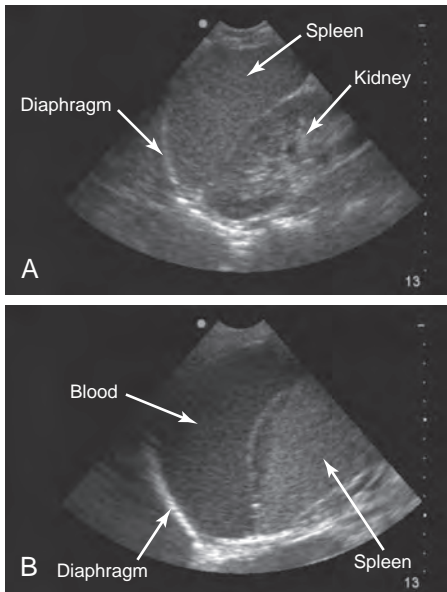 Spleen
Kidney
Diaphragm
A
13
Blood
B
Diaphragm
Spleen
13